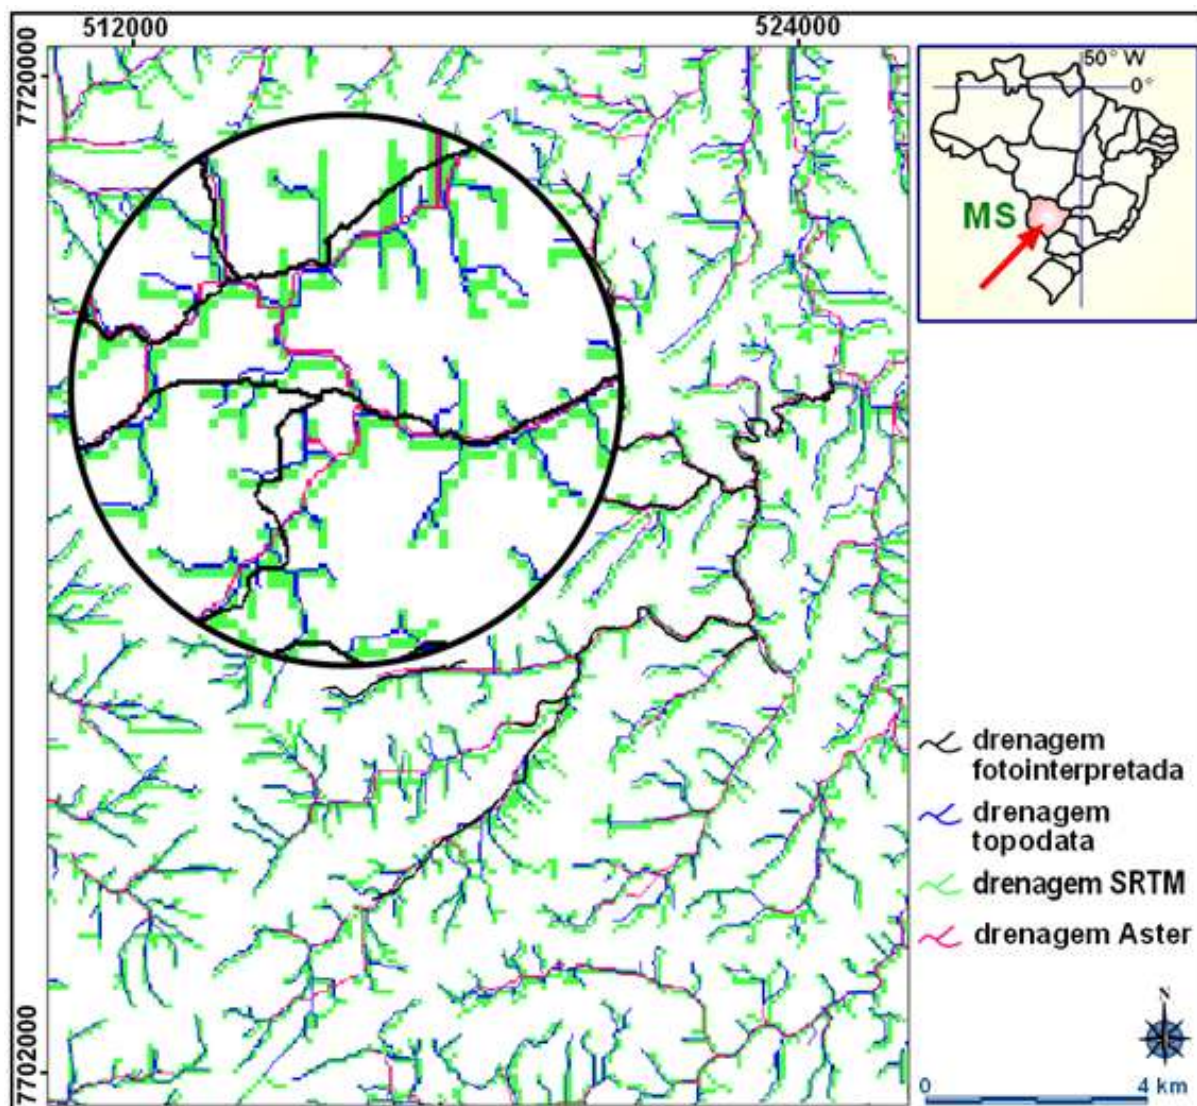 512000
524000
7720000
50° W
0°
MS
drenagem
fotointerpretada
drenagem
topodata
drenagem SRTM
drenagem Aster
N
7702000
0
4 km